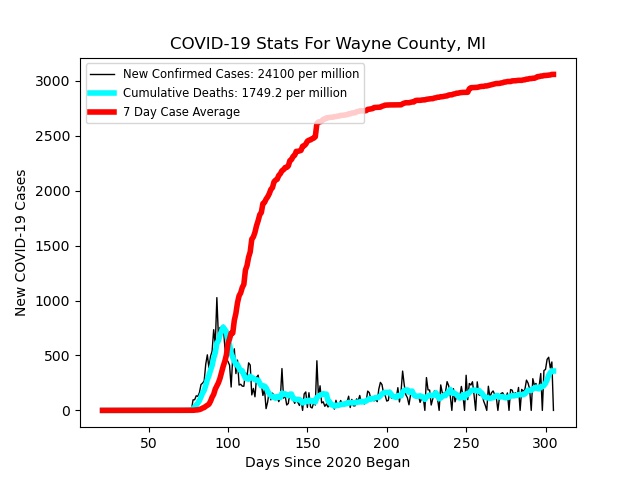 COVID-19 Stats For Wayne County, MI
New Confirmed Cases: 24100 per million
Cumulative Deaths: 1749.2 per million
7 Day Case Average
3000
2500
2000
1500
1000
500
0
New COVID-19 Cases
50 100 150 200 250 300
Days Since 2020 Began